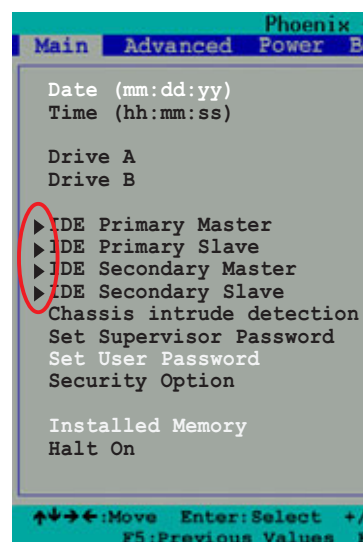 Phoenix
Main Advanced Power B
Date (mm:dd:yy)
Time (hh:mm:ss)
Drive A
Drive B
IDE Primary Master
IDE Primary Slave
IDE Secondary Master
IDE Secondary Slave
Chassis intrude detection
Set Supervisor Password
Set User Password
Security Option
Installed Memory
Halt On
↑↓→←:Move Enter:Select +/
F5:Previous Values